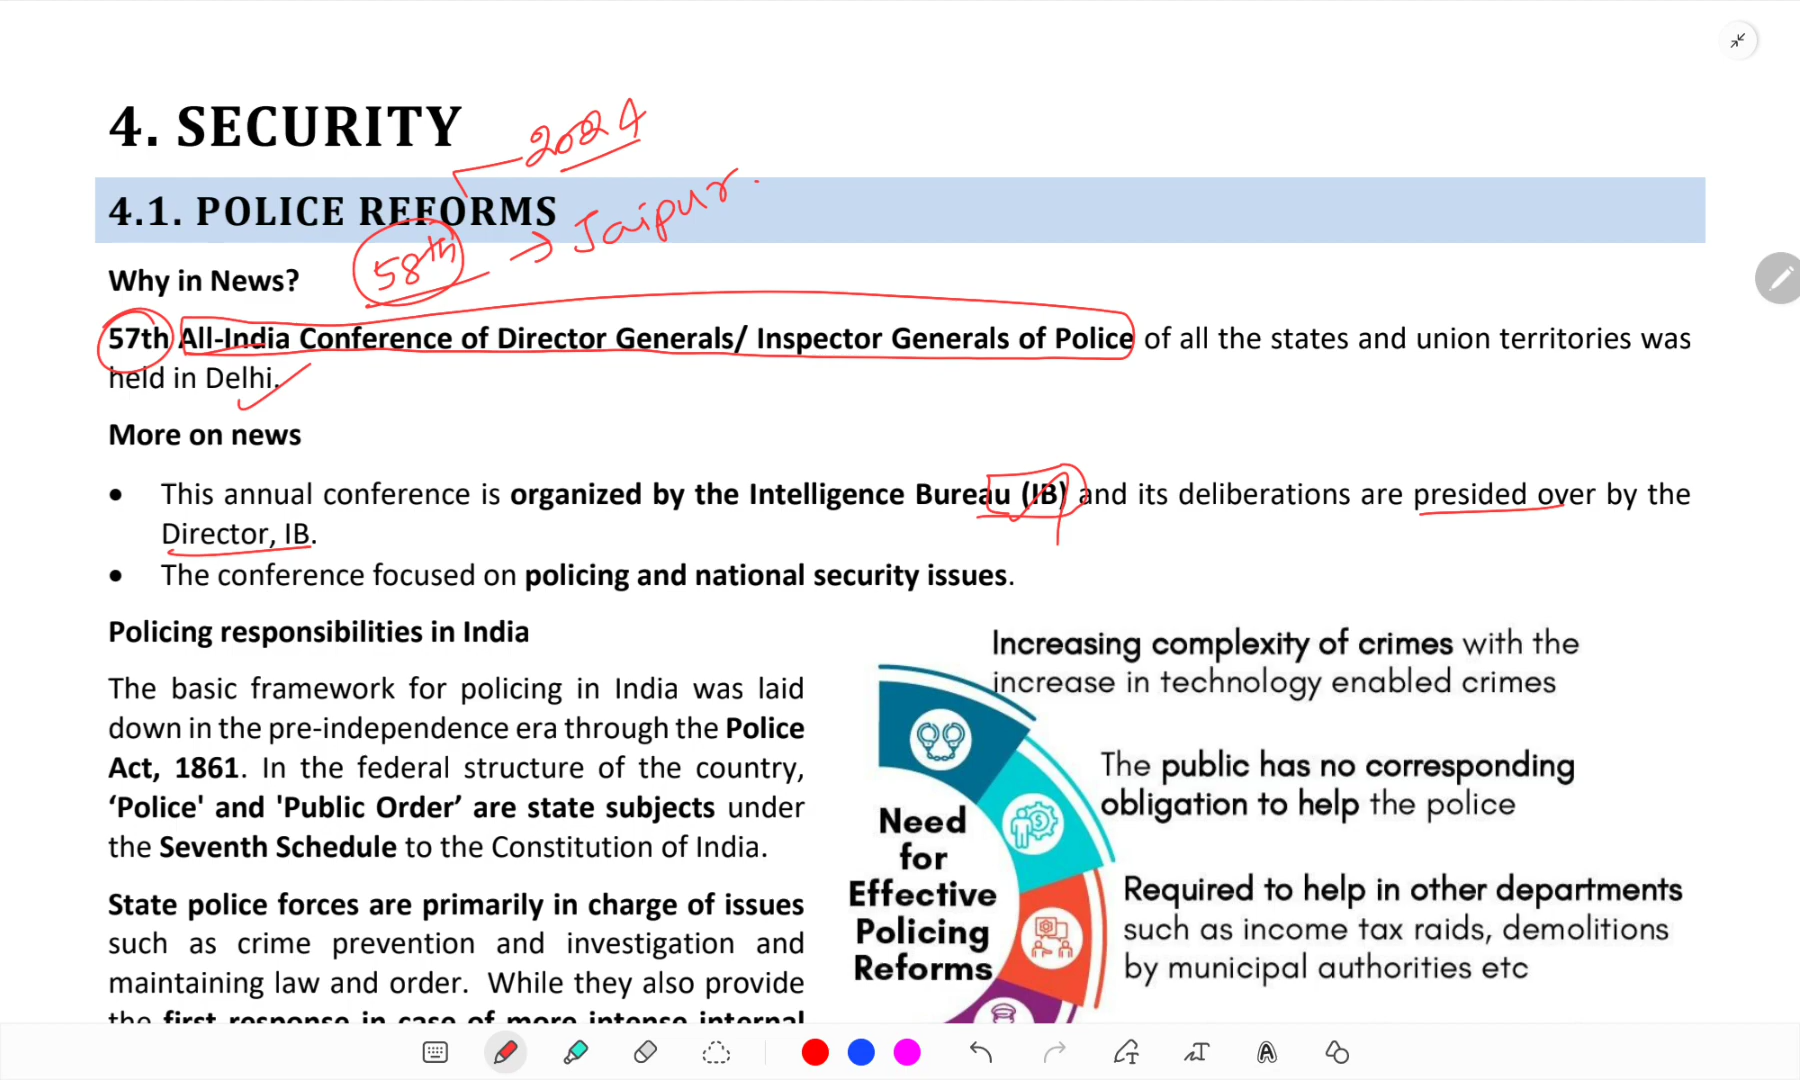 4. SECURITY
2024
4.1. POLICE REFORMS
58th → Jaipur.
Why in News?
57th All-India Conference of Director Generals/ Inspector Generals of Police of all the states and union territories was
held in Delhi.
More on news
• This annual conference is organized by the Intelligence Bureau (IB) and its deliberations are presided over by the
Director, IB.
• The conference focused on policing and national security issues.
Policing responsibilities in India
The basic framework for policing in India was laid
down in the pre-independence era through the Police
Act, 1861. In the federal structure of the country,
‘Police' and 'Public Order’ are state subjects under
the Seventh Schedule to the Constitution of India.
State police forces are primarily in charge of issues
such as crime prevention and investigation and
maintaining law and order. While they also provide
the first response in case of more intense internal
Increasing complexity of crimes with the
increase in technology enabled crimes
The public has no corresponding
obligation to help the police
Need
for
Effective
Policing
Reforms
Required to help in other departments
such as income tax raids, demolitions
by municipal authorities etc